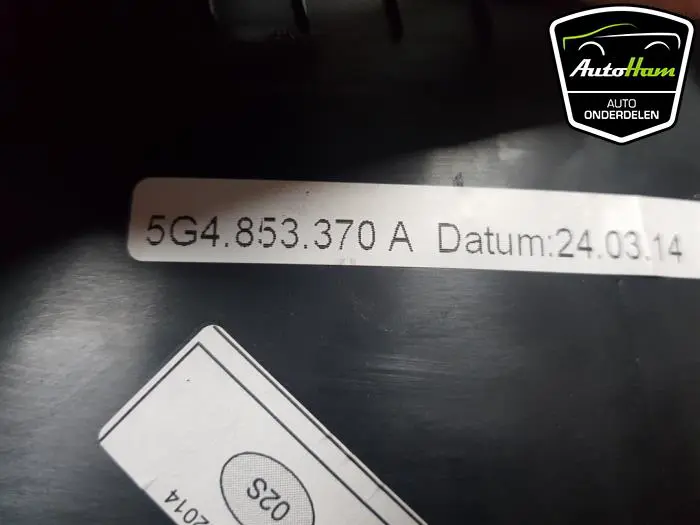 AutoHam
AUTO
ONDERDELEN
5G4.853.370 A Datum:24.03.14
02S
2014